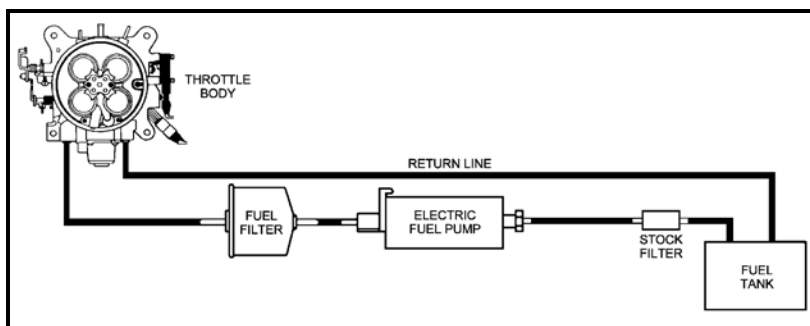 THROTTLE
BODY
RETURN LINE
FUEL
FILTER
ELECTRIC
FUEL PUMP
STOCK
FILTER
FUEL
TANK